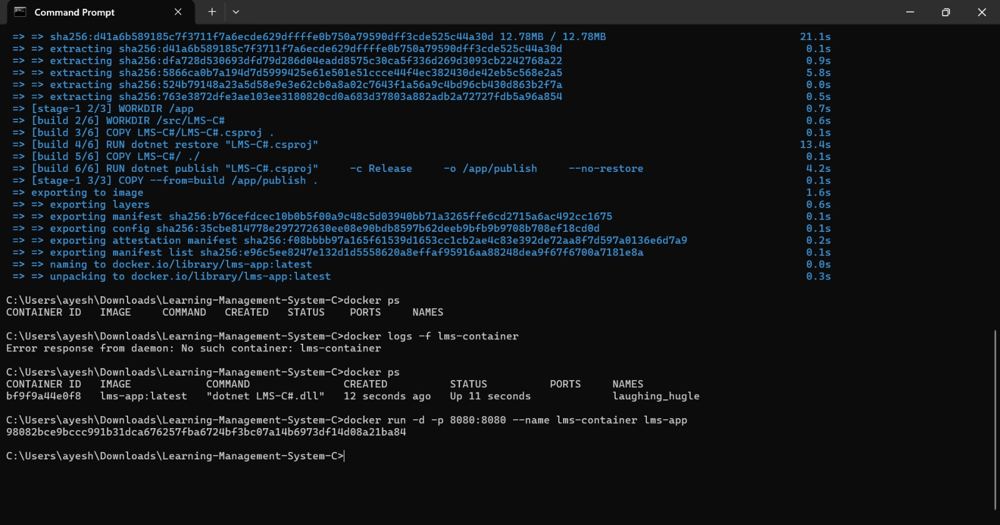 Command Prompt
=> => sha256:d41a6b589185c7f3711f7a6ecde629dffffe0b750a79590dff3cde525c44a30d 12.78MB / 12.78MB 21.1s
=> => extracting sha256:d41a6b589185c7f3711f7a6ecde629dffffe0b750a79590dff3cde525c44a30d 0.1s
=> => extracting sha256:dfa728d530693dfd79d286d04eadd8575c30ca5f336d269d3093cb2242768a22 0.9s
=> => extracting sha256:5866ca0b7a194d7d5999425e61e501e51ccce44f4ec382430de42eb5c568e2a5 5.8s
=> => extracting sha256:524b79148a23a5d58e9e3e62cb0a8a02c7643f1a56a9c4bd96cb430d863b2f7a 0.0s
=> => extracting sha256:763e3872dfe3ae103ee3180820cd0a683d37803a882adb2a72727fdb5a96a854 0.5s
=> [stage-1 2/3] WORKDIR /app 0.7s
=> [build 2/6] WORKDIR /src/LMS-C# 0.6s
=> [build 3/6] COPY LMS-C#/LMS-C#.csproj . 0.1s
=> [build 4/6] RUN dotnet restore "LMS-C#.csproj" 13.4s
=> [build 5/6] COPY LMS-C#/ ./ 0.1s
=> [build 6/6] RUN dotnet publish "LMS-C#.csproj"     -c Release     -o /app/publish     --no-restore 4.2s
=> [stage-1 3/3] COPY --from=build /app/publish . 0.1s
=> exporting to image 1.6s
=> => exporting layers 0.6s
=> => exporting manifest sha256:b76cefdcec10b0b5f00a9c48c5d03940bb71a3265ffe6cd2715a6ac492cc1675 0.1s
=> => exporting config sha256:35cbe814778e297272630ee08e90bdb8597b62deeb9bfb9b9708b708ef18cd0d 0.1s
=> => exporting attestation manifest sha256:f08bbbb97a165f61539d1653cc1cb2ae4c83e392de72aa8f7d597a0136e6d7a9 0.2s
=> => exporting manifest list sha256:e96c5ee8247e132d1d5558620a8effaf95916aa88248dea9f67f6700a7181e8a 0.1s
=> => naming to docker.io/library/lms-app:latest 0.0s
=> => unpacking to docker.io/library/lms-app:latest 0.3s
C:\Users\ayesh\Downloads\Learning-Management-System-C>docker ps
CONTAINER ID   IMAGE     COMMAND   CREATED   STATUS    PORTS     NAMES
C:\Users\ayesh\Downloads\Learning-Management-System-C>docker logs -f lms-container
Error response from daemon: No such container: lms-container
C:\Users\ayesh\Downloads\Learning-Management-System-C>docker ps
CONTAINER ID   IMAGE            COMMAND               CREATED          STATUS          PORTS     NAMES
bf9f9a44e0f8   lms-app:latest   "dotnet LMS-C#.dll"   12 seconds ago   Up 11 seconds             laughing_hugle
C:\Users\ayesh\Downloads\Learning-Management-System-C>docker run -d -p 8080:8080 --name lms-container lms-app
98082bce9bccc991b31dca676257fba6724bf3bc07a14b6973df14d08a21ba84
C:\Users\ayesh\Downloads\Learning-Management-System-C>